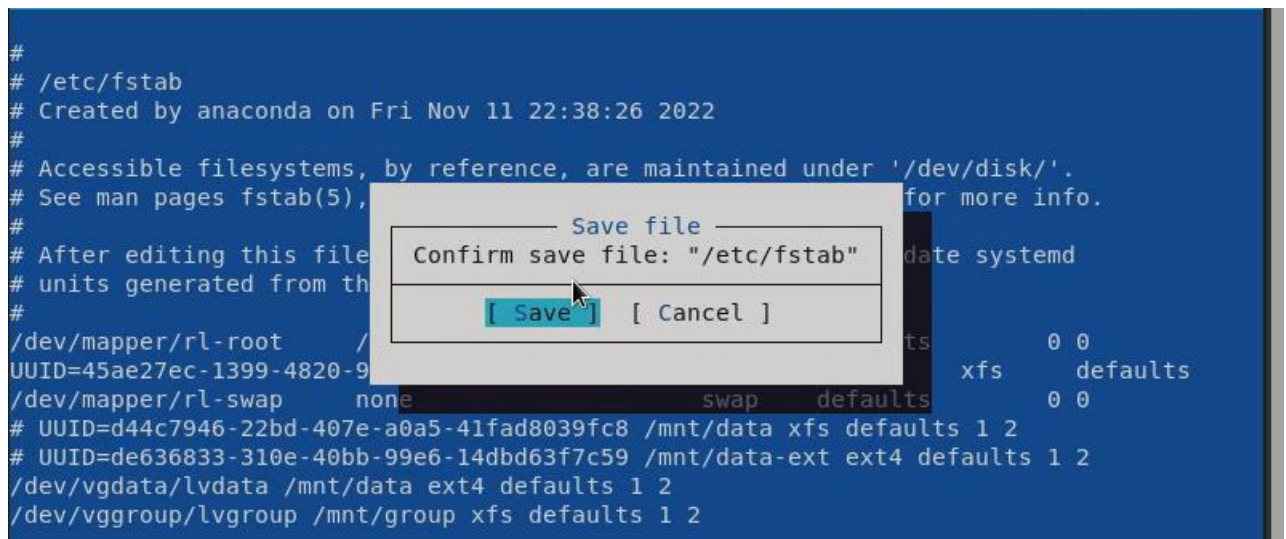 #
# /etc/fstab
# Created by anaconda on Fri Nov 11 22:38:26 2022
#
# Accessible filesystems, by reference, are maintained under '/dev/disk/'.
# See man pages fstab(5), for more info.
#
# After editing this file date systemd
# units generated from th
#
Save file
Confirm save file: "/etc/fstab"
[ Save ] [ Cancel ]
/dev/mapper/rl-root / ts 0 0
UUID=45ae27ec-1399-4820-9 xfs defaults
/dev/mapper/rl-swap none swap defaults 0 0
# UUID=d44c7946-22bd-407e-a0a5-41fad8039fc8 /mnt/data xfs defaults 1 2
# UUID=de636833-310e-40bb-99e6-14dbd63f7c59 /mnt/data-ext ext4 defaults 1 2
/dev/vgdata/lvdata /mnt/data ext4 defaults 1 2
/dev/vggroup/lvgroup /mnt/group xfs defaults 1 2